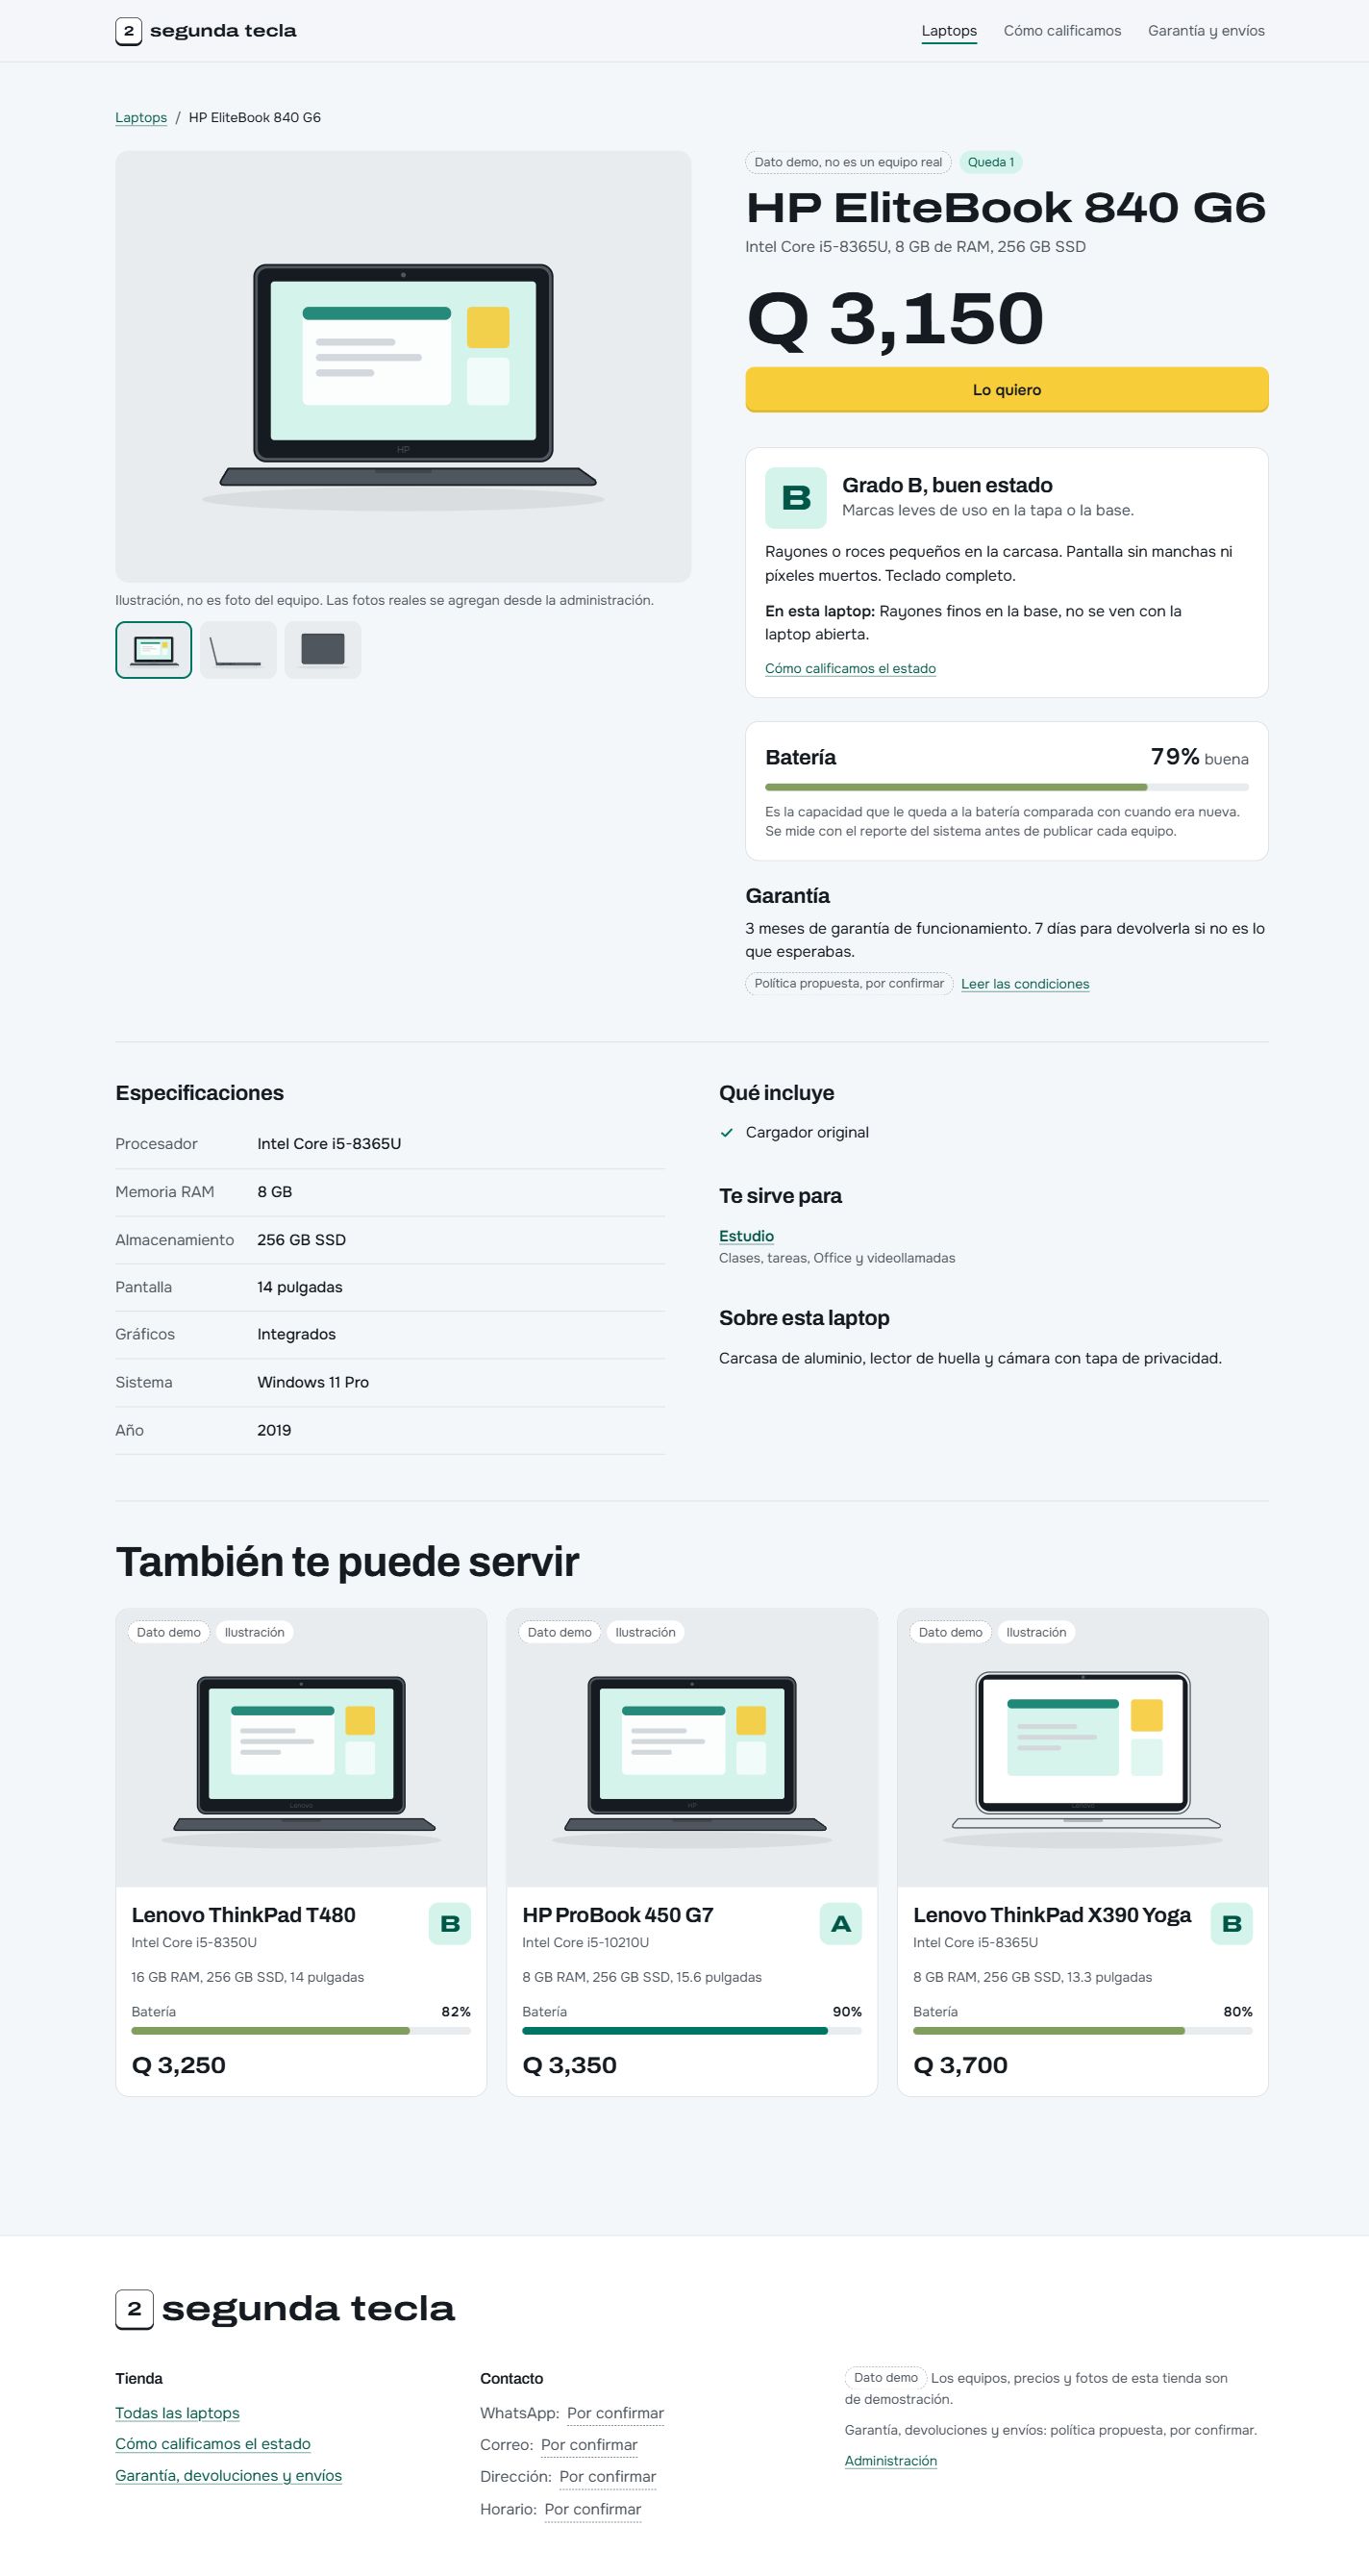 2 segunda tecla
Laptops Cómo calificamos Garantía y envíos
Laptops / HP EliteBook 840 G6
HP
Ilustración, no es foto del equipo. Las fotos reales se agregan desde la administración.
Dato demo, no es un equipo real Queda 1
HP EliteBook 840 G6
Intel Core i5-8365U, 8 GB de RAM, 256 GB SSD
Q 3,150
Lo quiero
B
Grado B, buen estado
Marcas leves de uso en la tapa o la base.
Rayones o roces pequeños en la carcasa. Pantalla sin manchas ni
píxeles muertos. Teclado completo.
En esta laptop: Rayones finos en la base, no se ven con la
laptop abierta.
Cómo calificamos el estado
Batería 79% buena
Es la capacidad que le queda a la batería comparada con cuando era nueva.
Se mide con el reporte del sistema antes de publicar cada equipo.
Garantía
3 meses de garantía de funcionamiento. 7 días para devolverla si no es lo
que esperabas.
Política propuesta, por confirmar Leer las condiciones
Especificaciones
Procesador Intel Core i5-8365U
Memoria RAM 8 GB
Almacenamiento 256 GB SSD
Pantalla 14 pulgadas
Gráficos Integrados
Sistema Windows 11 Pro
Año 2019
Qué incluye
Cargador original
Te sirve para
Estudio
Clases, tareas, Office y videollamadas
Sobre esta laptop
Carcasa de aluminio, lector de huella y cámara con tapa de privacidad.
También te puede servir
Dato demo Ilustración
Lenovo
Lenovo ThinkPad T480 B
Intel Core i5-8350U
16 GB RAM, 256 GB SSD, 14 pulgadas
Batería 82%
Q 3,250
Dato demo Ilustración
HP
HP ProBook 450 G7 A
Intel Core i5-10210U
8 GB RAM, 256 GB SSD, 15.6 pulgadas
Batería 90%
Q 3,350
Dato demo Ilustración
Lenovo
Lenovo ThinkPad X390 Yoga B
Intel Core i5-8365U
8 GB RAM, 256 GB SSD, 13.3 pulgadas
Batería 80%
Q 3,700
2 segunda tecla
Tienda
Todas las laptops
Cómo calificamos el estado
Garantía, devoluciones y envíos
Contacto
WhatsApp: Por confirmar
Correo: Por confirmar
Dirección: Por confirmar
Horario: Por confirmar
Dato demo Los equipos, precios y fotos de esta tienda son
de demostración.
Garantía, devoluciones y envíos: política propuesta, por confirmar.
Administración